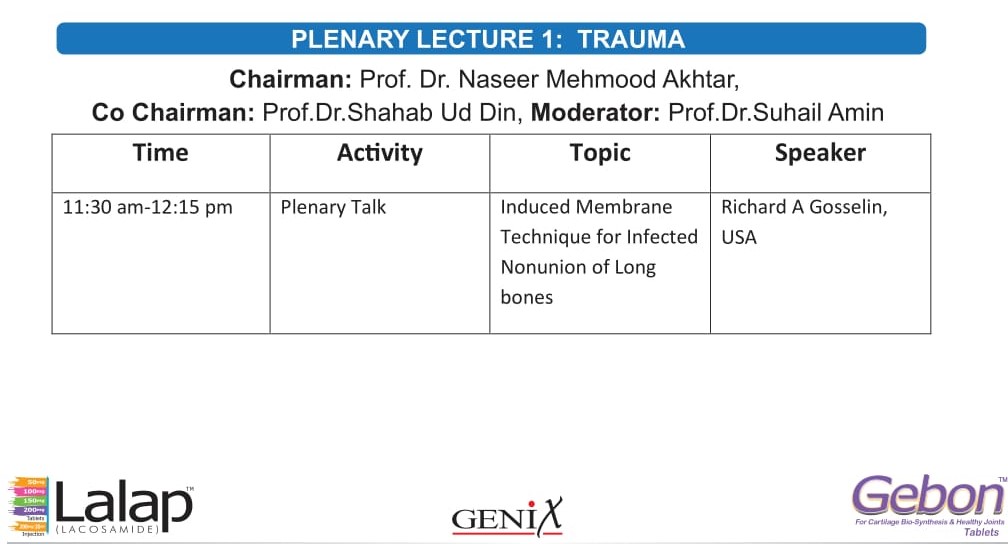 PLENARY LECTURE 1: TRAUMA
Chairman: Prof. Dr. Naseer Mehmood Akhtar,
Co Chairman: Prof.Dr.Shahab Ud Din, Moderator: Prof.Dr.Suhail Amin
Time Activity Topic Speaker
11:30 am-12:15 pm Plenary Talk Induced Membrane Richard A Gosselin,
Technique for Infected USA
Nonunion of Long
bones
50mg
100mg
150mg
200mg
Tablets
Injection
Lalap™
(LACOSAMIDE)
GENiX
Gebon™
For Cartilage Bio-Synthesis & Healthy Joints
Tablets